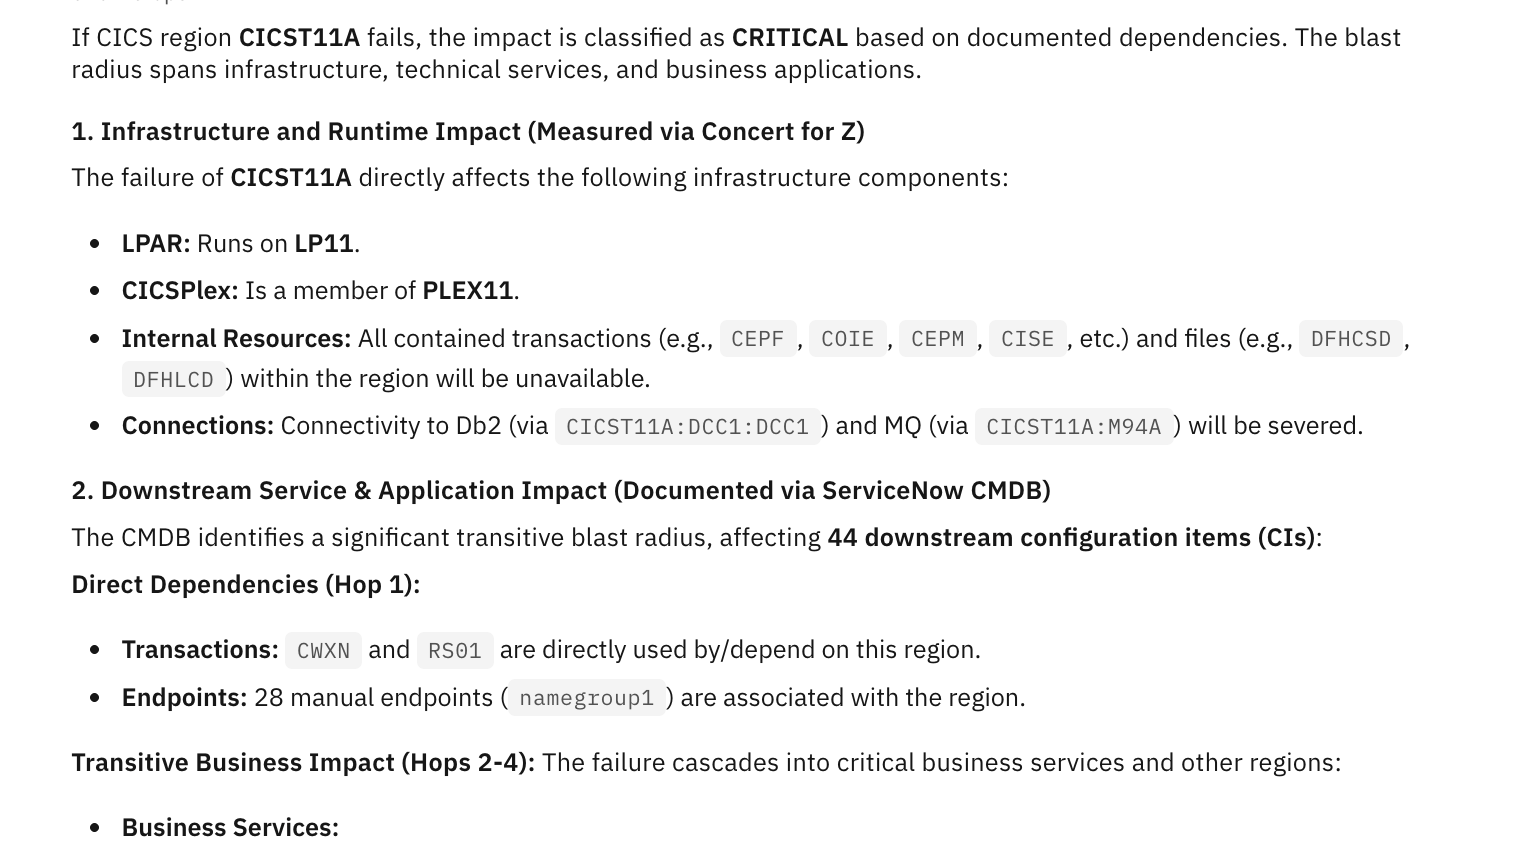 If CICS region CICST11A fails, the impact is classified as CRITICAL based on documented dependencies. The blast
radius spans infrastructure, technical services, and business applications.
1. Infrastructure and Runtime Impact (Measured via Concert for Z)
The failure of CICST11A directly affects the following infrastructure components:
• LPAR: Runs on LP11.
• CICSPlex: Is a member of PLEX11.
• Internal Resources: All contained transactions (e.g., CEPF , COIE , CEPM , CISE , etc.) and files (e.g., DFHCSD ,
DFHLCD ) within the region will be unavailable.
• Connections: Connectivity to Db2 (via CICST11A:DCC1:DCC1 ) and MQ (via CICST11A:M94A ) will be severed.
2. Downstream Service & Application Impact (Documented via ServiceNow CMDB)
The CMDB identifies a significant transitive blast radius, affecting 44 downstream configuration items (CIs):
Direct Dependencies (Hop 1):
• Transactions: CWXN and RS01 are directly used by/depend on this region.
• Endpoints: 28 manual endpoints ( namegroup1 ) are associated with the region.
Transitive Business Impact (Hops 2-4): The failure cascades into critical business services and other regions:
• Business Services: